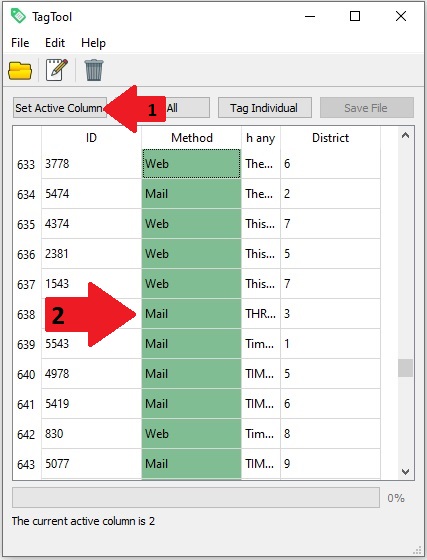 TagTool
File Edit Help
Set Active Column 1 All Tag Individual Save File
ID Method h any District
633 3778 Web The... 6
634 5474 Mail The... 2
635 4374 Web This... 7
636 2381 Web This... 5
637 1543 Web This... 7
638 2 Mail THR... 3
639 5543 Mail Tim... 1
640 4978 Mail TIM... 5
641 5419 Mail TIM... 6
642 830 Web Tim... 8
643 5077 Mail TIM... 9
0%
The current active column is 2